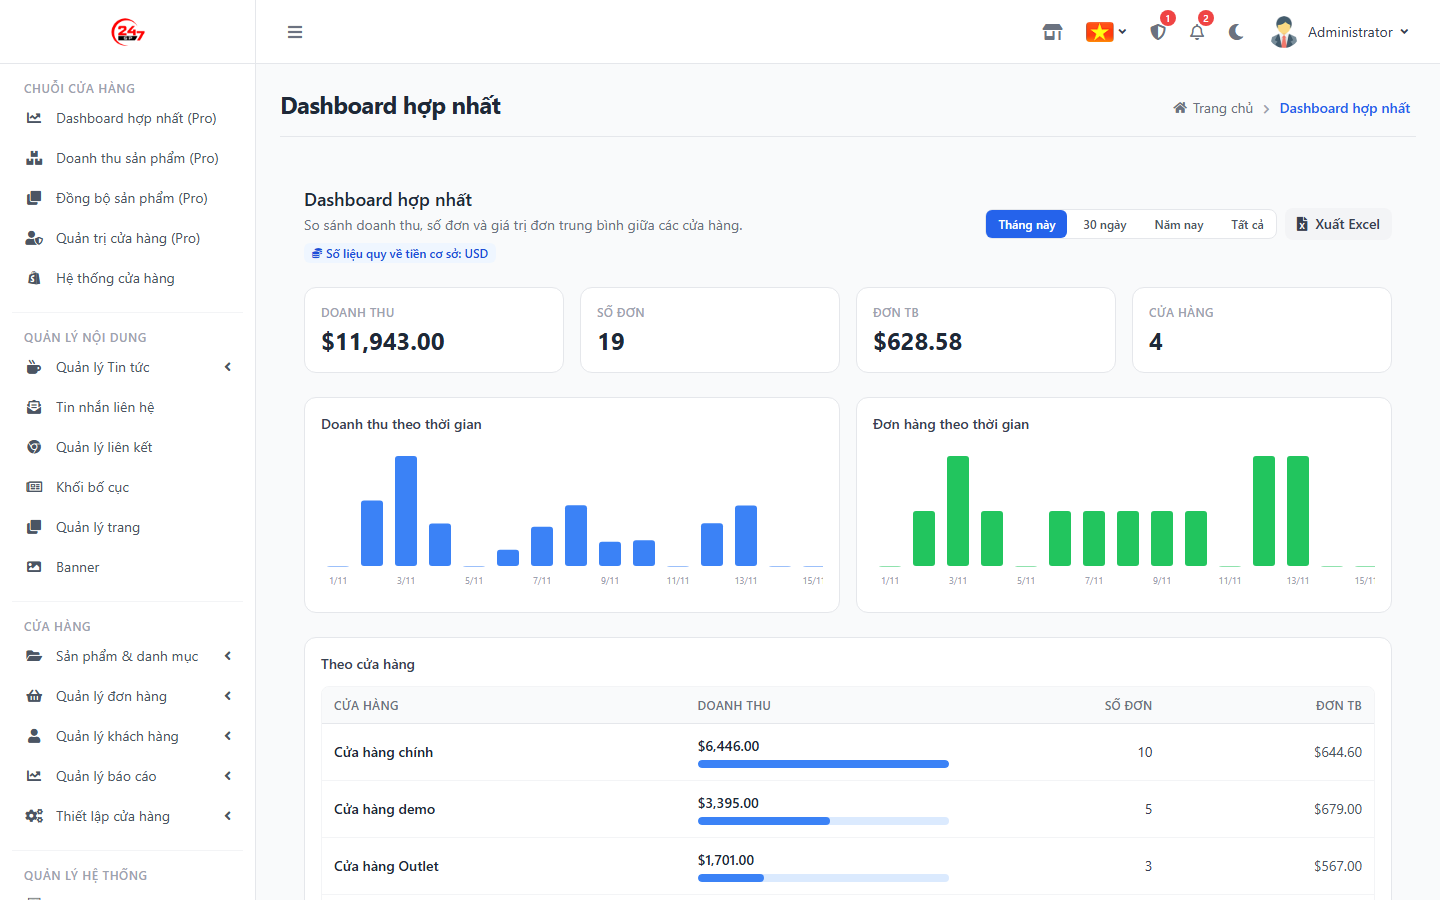 247
1
2
Administrator
CHUỖI CỬA HÀNG
Dashboard hợp nhất (Pro)
Doanh thu sản phẩm (Pro)
Đồng bộ sản phẩm (Pro)
Quản trị cửa hàng (Pro)
Hệ thống cửa hàng
QUẢN LÝ NỘI DUNG
Quản lý Tin tức
Tin nhắn liên hệ
Quản lý liên kết
Khối bố cục
Quản lý trang
Banner
CỬA HÀNG
Sản phẩm & danh mục
Quản lý đơn hàng
Quản lý khách hàng
Quản lý báo cáo
Thiết lập cửa hàng
QUẢN LÝ HỆ THỐNG
Dashboard hợp nhất
Trang chủ
Dashboard hợp nhất
Dashboard hợp nhất
So sánh doanh thu, số đơn và giá trị đơn trung bình giữa các cửa hàng.
Số liệu quy về tiền cơ sở: USD
Tháng này
30 ngày
Năm nay
Tất cả
Xuất Excel
DOANH THU
$11,943.00
SỐ ĐƠN
19
ĐƠN TB
$628.58
CỬA HÀNG
4
Doanh thu theo thời gian
1/11 3/11 5/11 7/11 9/11 11/11 13/11 15/1
Đơn hàng theo thời gian
1/11 3/11 5/11 7/11 9/11 11/11 13/11 15/1
Theo cửa hàng
CỬA HÀNG DOANH THU SỐ ĐƠN ĐƠN TB
Cửa hàng chính $6,446.00 10 $644.60
Cửa hàng demo $3,395.00 5 $679.00
Cửa hàng Outlet $1,701.00 3 $567.00